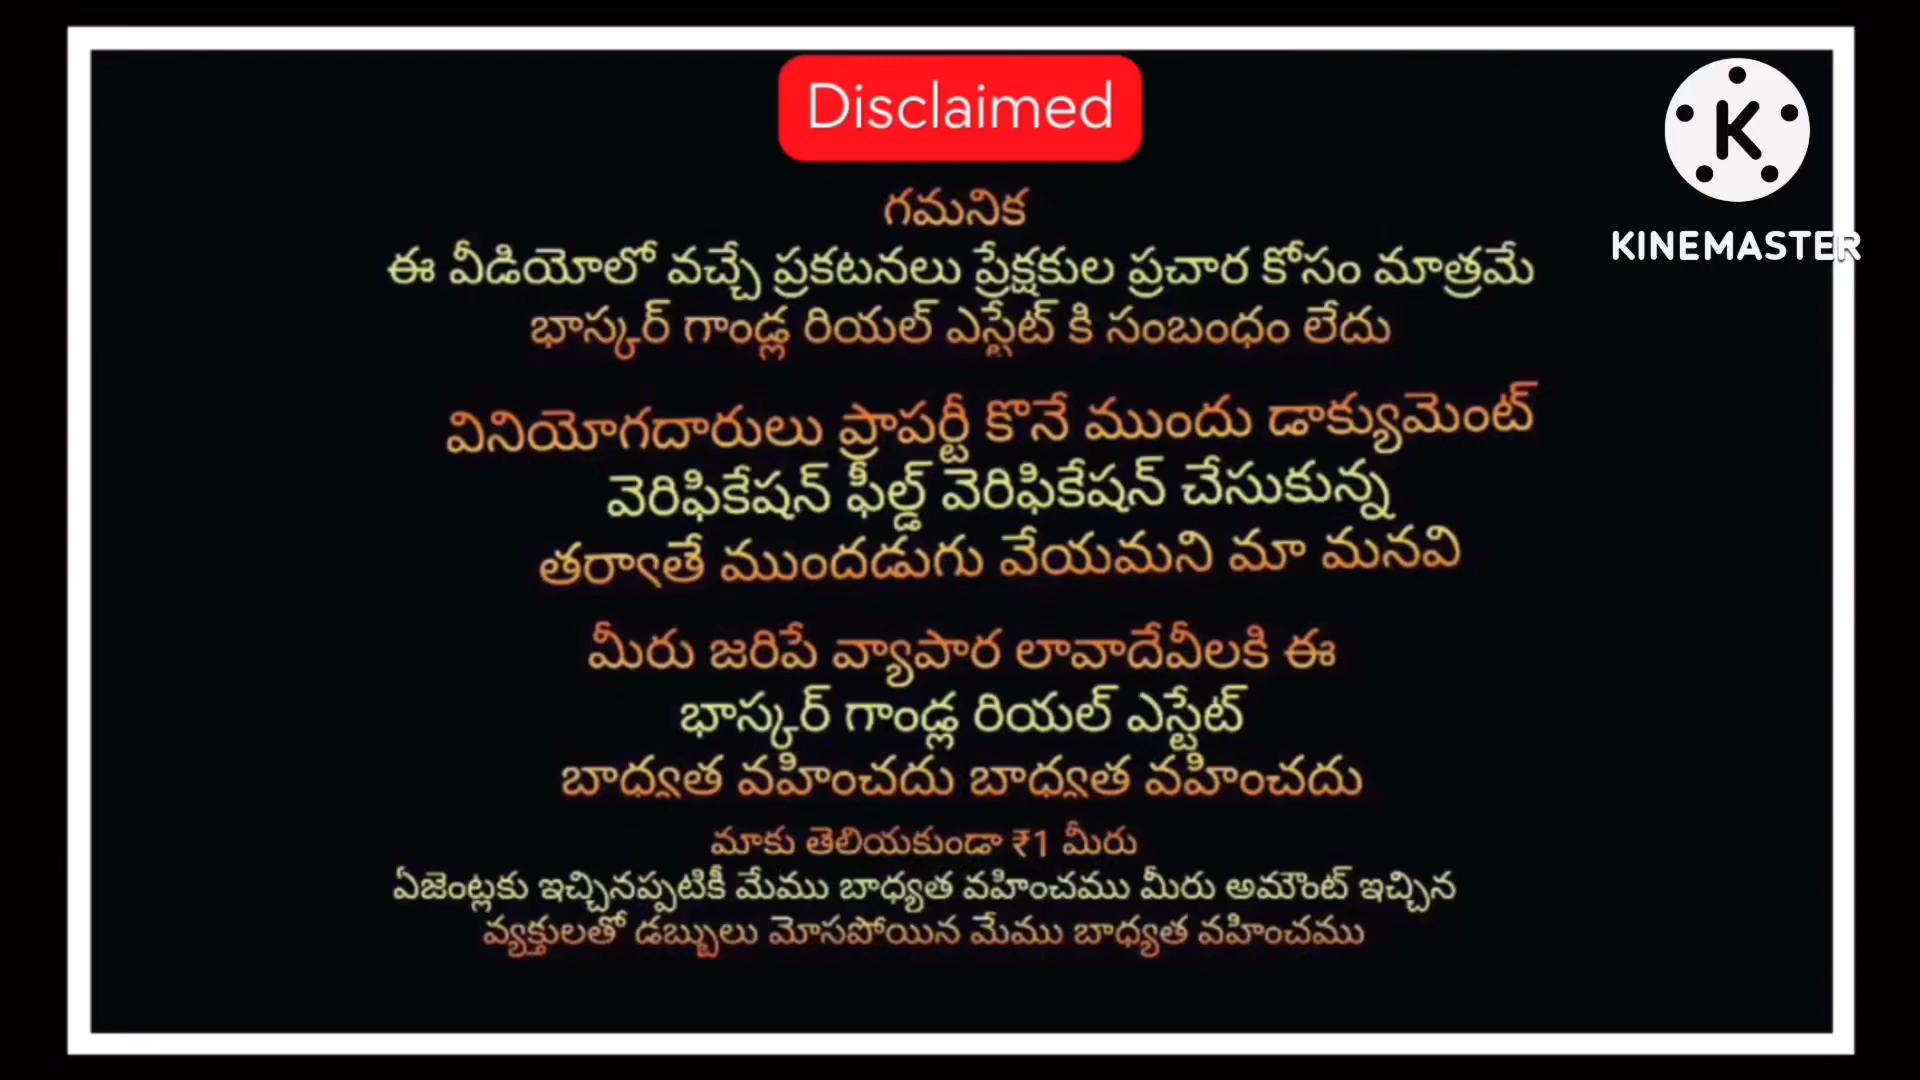 Disclaimed
గమనిక
ఈ వీడియోలో వచ్చే ప్రకటనలు ప్రేక్షకుల ప్రచార కోసం మాత్రమే
భాస్కర్ గాండ్ల రియల్ ఎస్టేట్ కి సంబంధం లేదు
వినియోగదారులు ప్రాపర్టీ కొనే ముందు డాక్యుమెంట్
వెరిఫికేషన్ ఫీల్డ్ వెరిఫికేషన్ చేసుకున్న
తర్వాతే ముందడుగు వేయమని మా మనవి
మీరు జరిపే వ్యాపార లావాదేవీలకి ఈ
భాస్కర్ గాండ్ల రియల్ ఎస్టేట్
బాధ్యత వహించదు బాధ్యత వహించదు
మాకు తెలియకుండా ₹1 మీరు
ఏజెంట్లకు ఇచ్చినప్పటికీ మేము బాధ్యత వహించము మీరు అమౌంట్ ఇచ్చిన
వ్యక్తులతో డబ్బులు మోసపోయిన మేము బాధ్యత వహించము
K
KINEMASTER